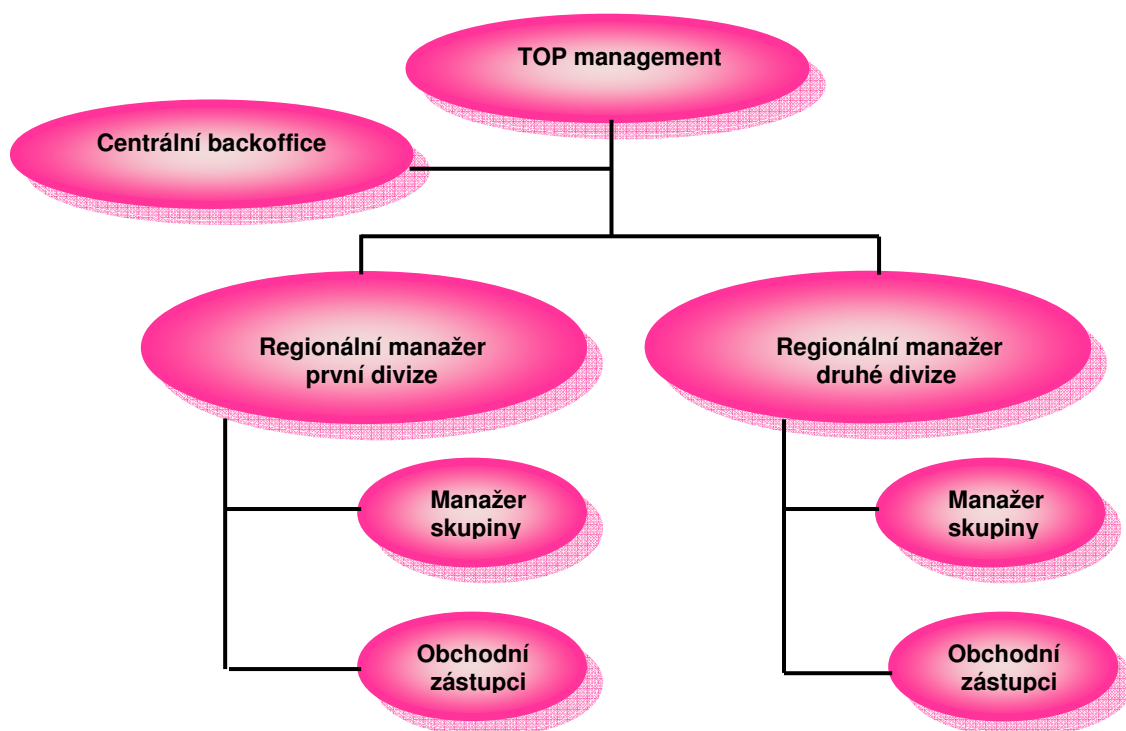 TOP management
Centrální backoffice
Regionální manažer
první divize
Regionální manažer
druhé divize
Manažer
skupiny
Manažer
skupiny
Obchodní
zástupci
Obchodní
zástupci